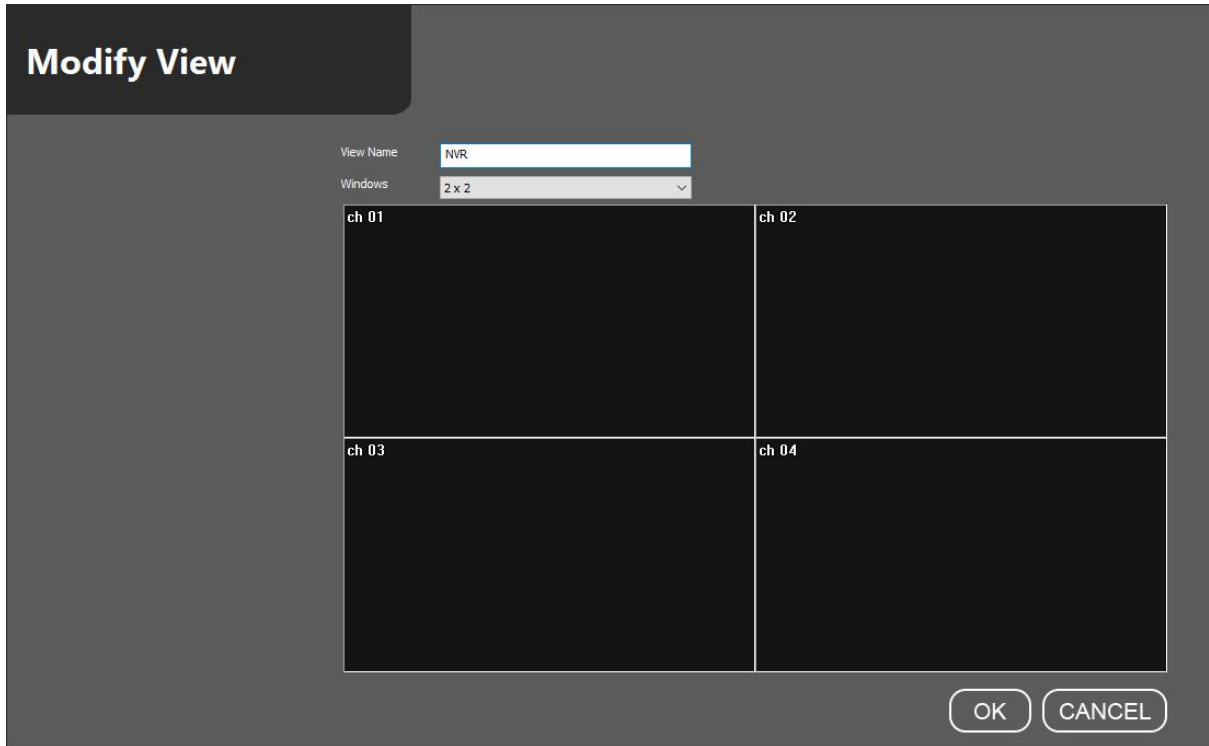 Modify View
View Name
NVR
Windows
2 x 2
ch 01
ch 02
ch 03
ch 04
OK
CANCEL